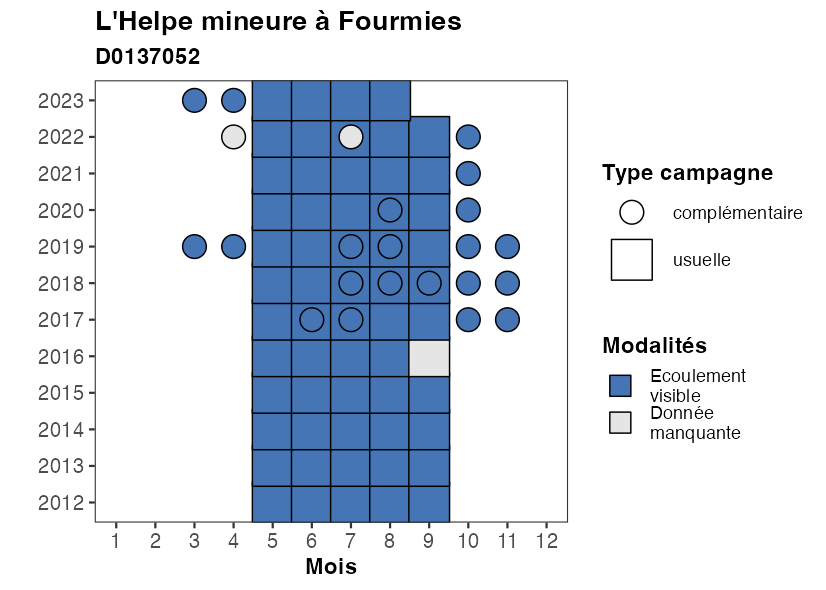 L'Helpe mineure à Fourmies
D0137052
2023
2022
2021
2020
2019
2018
2017
2016
2015
2014
2013
2012
1 2 3 4 5 6 7 8 9 10 11 12
Mois
Type campagne
complémentaire
usuelle
Modalités
Ecoulement
visible
Donnée
manquante